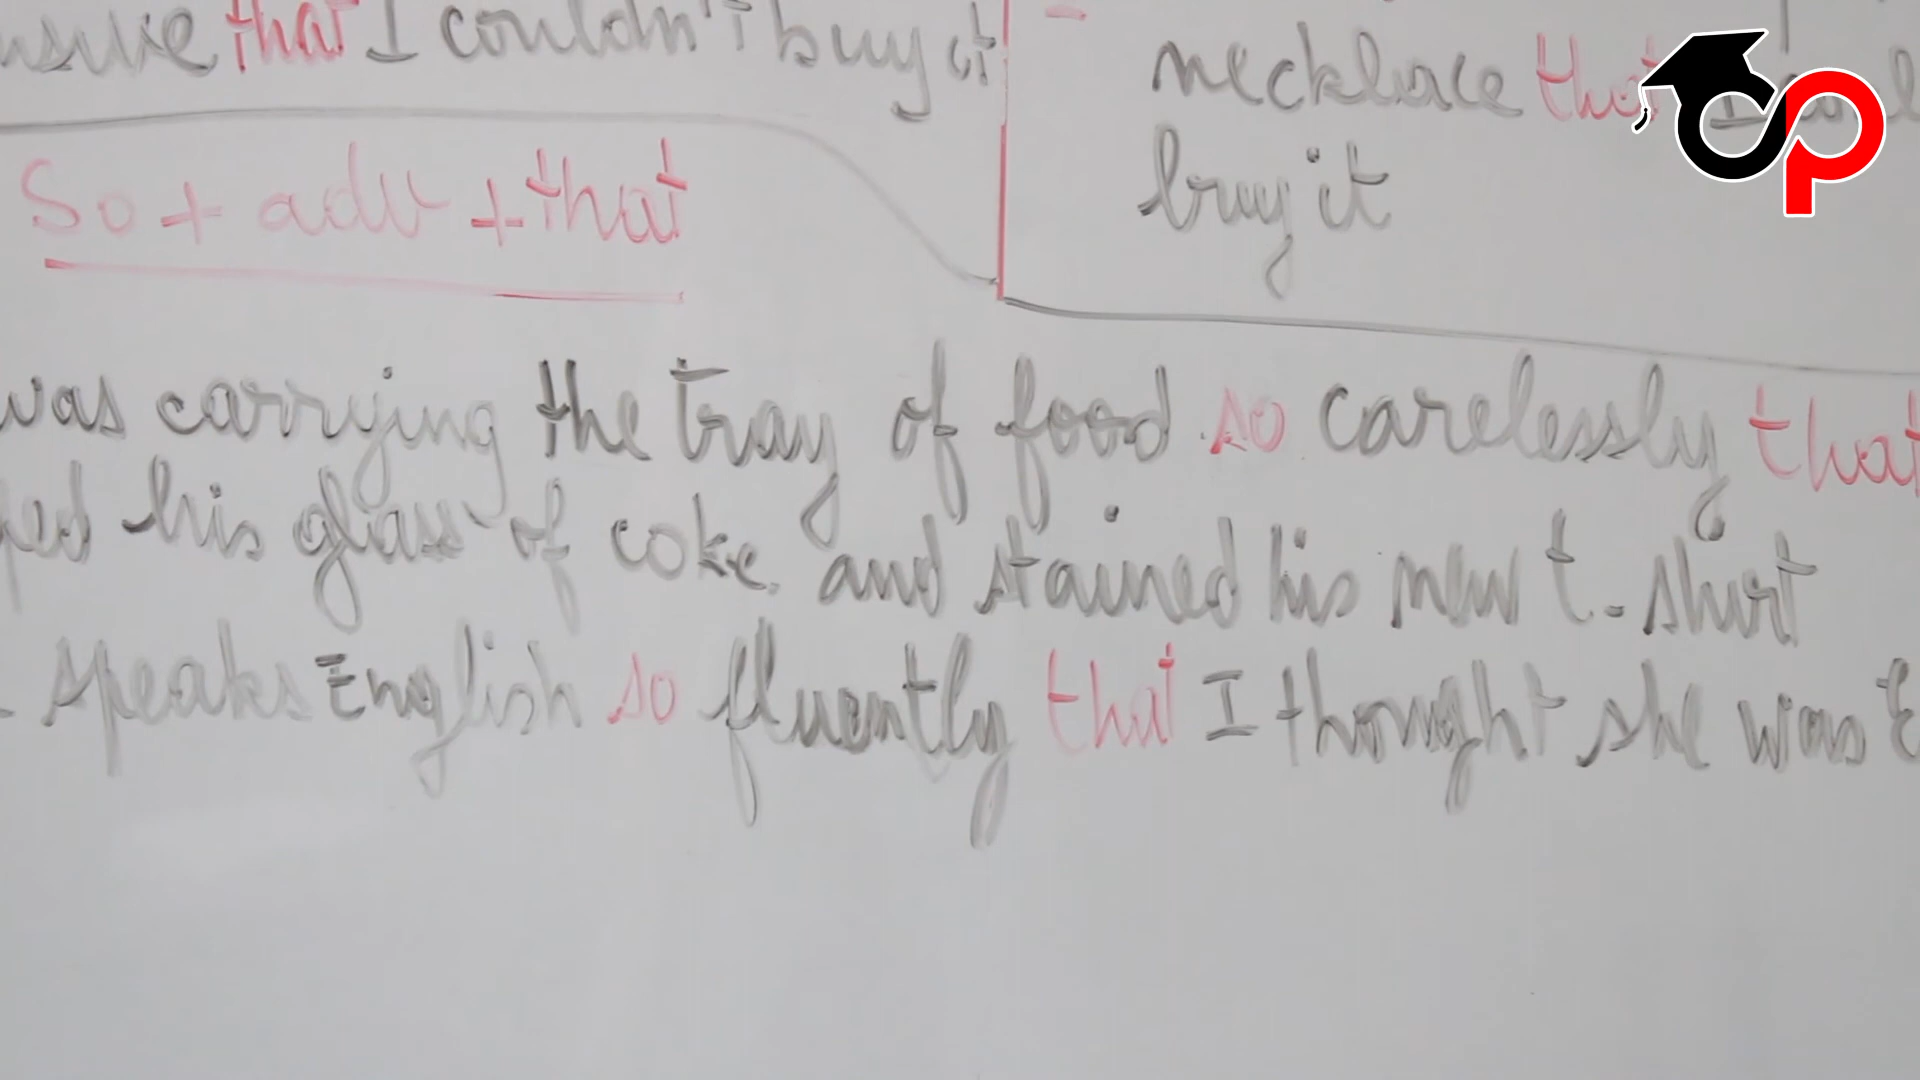 that I couldn't buy it
So + adv + that
necklace that I
buy it
was carrying the tray of food so carelessly that
his glass of coke and stained his new t-shirt
speaks English so fluently that I thought she was